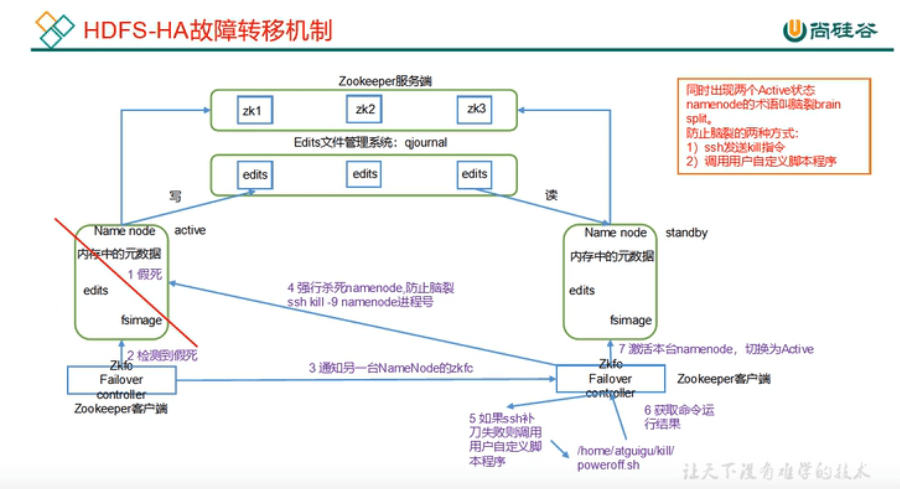 HDFS-HA故障转移机制
尚硅谷
Zookeeper服务端
zk1
zk2
zk3
同时出现两个Active状态
namenode的术语叫脑裂brain
split。
防止脑裂的两种方式:
1）ssh发送kill指令
2）调用用户自定义脚本程序
Edits文件管理系统：qjournal
edits
edits
edits
写
读
Name node
active
内存中的元数据
1 假死
edits
fsimage
Name node
standby
内存中的元数据
edits
fsimage
4 强行杀死namenode,防止脑裂
ssh kill -9 namenode进程号
2 检测到假死
7 激活本台namenode，切换为Active
Zkfc
Failover
controller
Zookeeper客户端
3 通知另一台NameNode的zkfc
Zkfc
Failover
controller
Zookeeper客户端
5 如果ssh补
刀失败则调用
用户自定义脚
本程序
6 获取命令运
行结果
/home/atguigu/kill/
poweroff.sh
让天下没有难学的技术